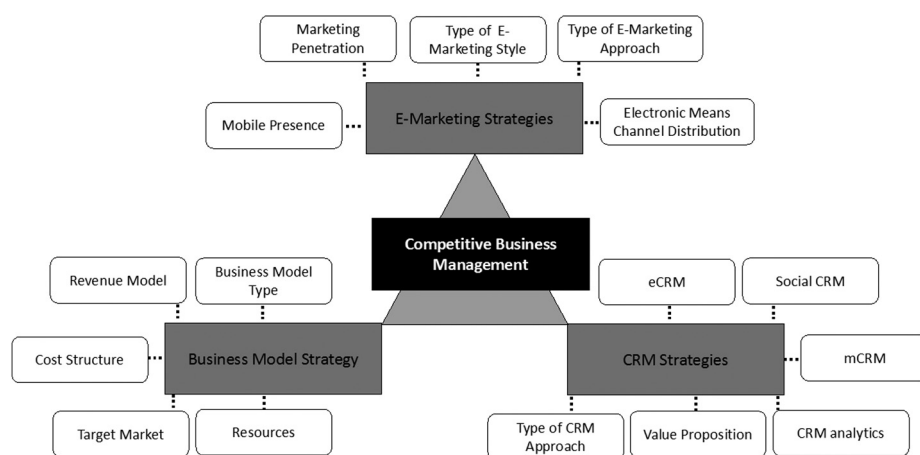 Marketing
Penetration
Type of E-
Marketing Style
Type of E-Marketing
Approach
Mobile Presence
E-Marketing Strategies
Electronic Means
Channel Distribution
Competitive Business
Management
Revenue Model
Business Model
Type
eCRM
Social CRM
Cost Structure
Business Model Strategy
CRM Strategies
mCRM
Target Market
Resources
Type of CRM
Approach
Value Proposition
CRM analytics